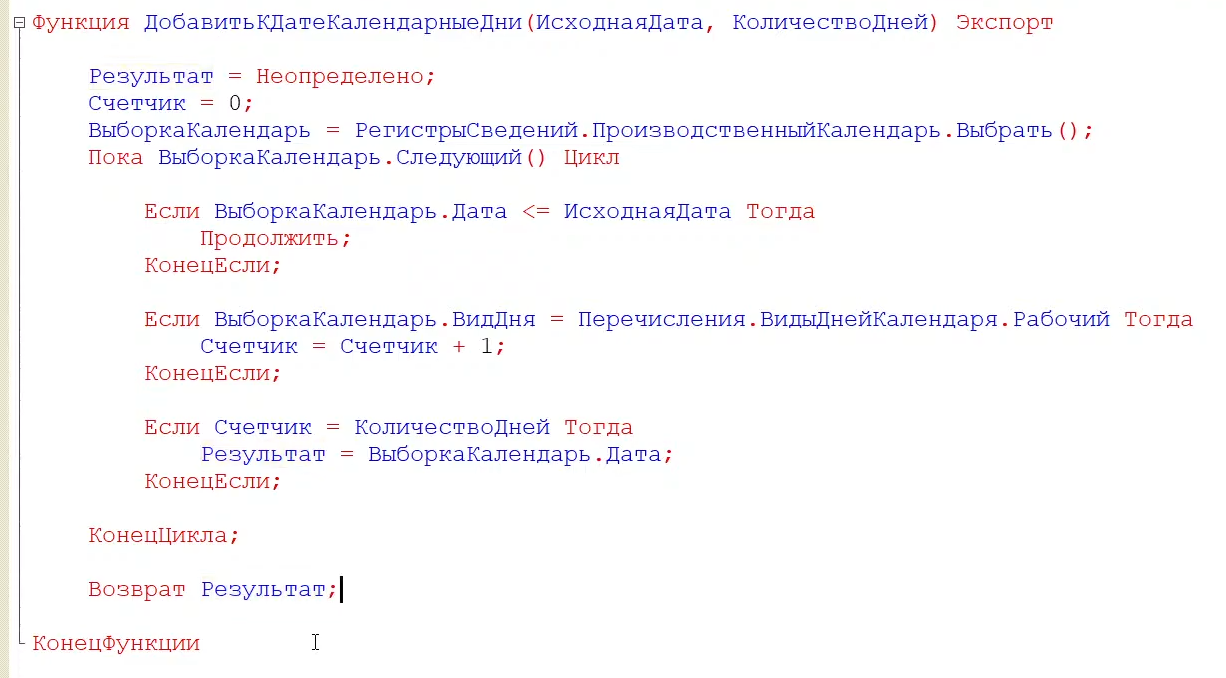 Функция ДобавитьКДатеКалендарныеДни(ИсходнаяДата, КоличествоДней) Экспорт
Результат = Неопределено;
Счетчик = 0;
ВыборкаКалендарь = РегистрыСведений.ПроизводственныйКалендарь.Выбрать();
Пока ВыборкаКалендарь.Следующий() Цикл
Если ВыборкаКалендарь.Дата <= ИсходнаяДата Тогда
Продолжить;
КонецЕсли;
Если ВыборкаКалендарь.ВидДня = Перечисления.ВидыДнейКалендаря.Рабочий Тогда
Счетчик = Счетчик + 1;
КонецЕсли;
Если Счетчик = КоличествоДней Тогда
Результат = ВыборкаКалендарь.Дата;
КонецЕсли;
КонецЦикла;
Возврат Результат;
КонецФункции